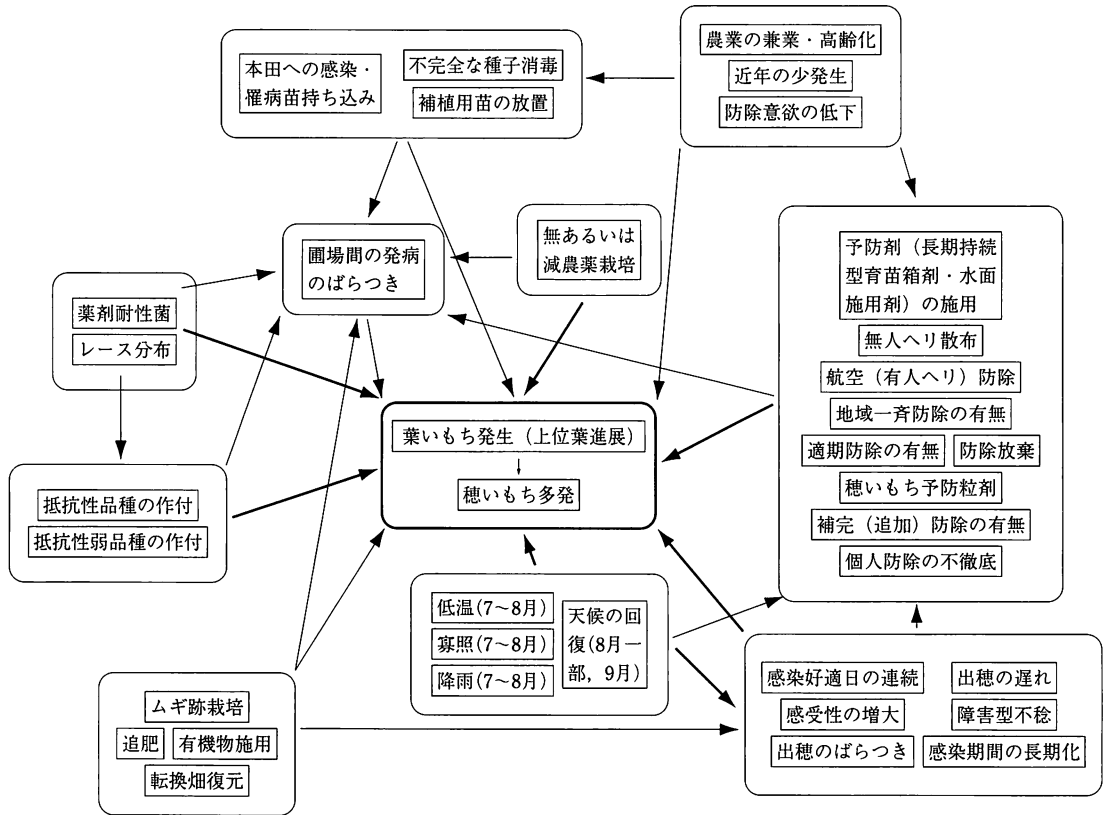 本田への感染・
罹病苗持ち込み
不完全な種子消毒
補植用苗の放置
農業の兼業・高齢化
近年の少発生
防除意欲の低下
圃場間の発病
のばらつき
無あるいは
減農薬栽培
薬剤耐性菌
レース分布
予防剤（長期持続
型育苗箱剤・水面
施用剤）の施用
無人ヘリ散布
航空（有人ヘリ）防除
地域一斉防除の有無
適期防除の有無
防除放棄
穂いもち予防粒剤
補完（追加）防除の有無
個人防除の不徹底
葉いもち発生（上位葉進展）
穂いもち多発
抵抗性品種の作付
抵抗性弱品種の作付
低温(7～8月)
寡照(7～8月)
降雨(7～8月)
天候の回
復(8月一
部，9月)
ムギ跡栽培
追肥
有機物施用
転換畑復元
感染好適日の連続
出穂の遅れ
感受性の増大
障害型不稔
出穂のばらつき
感染期間の長期化